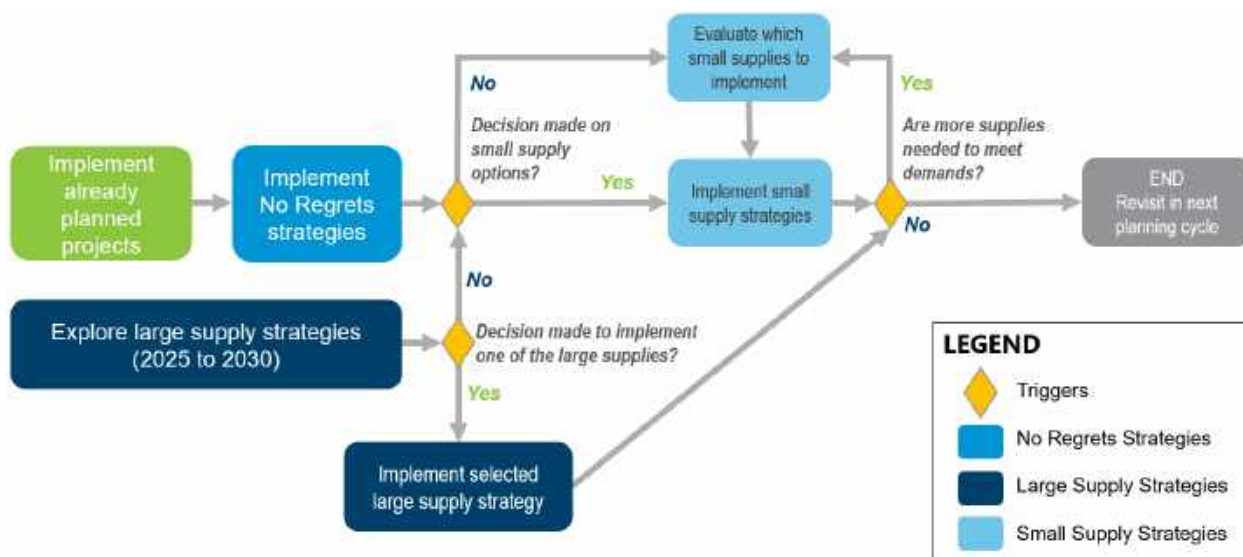 Evaluate which
small supplies to
implement
No
Yes
Decision made on
small supply
options?
Are more supplies
needed to meet
demands?
Implement
already
planned
projects
Implement
No Regrets
strategies
Yes
Implement small
supply strategies
END
Revisit in next
planning cycle
No
No
Explore large supply strategies
(2025 to 2030)
Decision made to implement
one of the large supplies?
Yes
Implement selected
large supply strategy
LEGEND
Triggers
No Regrets Strategies
Large Supply Strategies
Small Supply Strategies